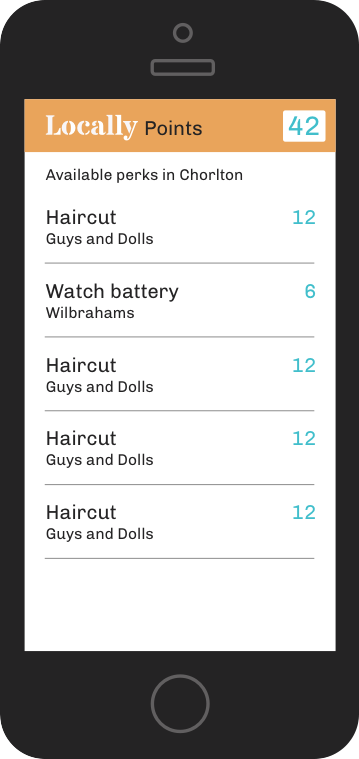 Locally Points 42
Available perks in Chorlton
Haircut 12
Guys and Dolls
Watch battery 6
Wilbrahams
Haircut 12
Guys and Dolls
Haircut 12
Guys and Dolls
Haircut 12
Guys and Dolls